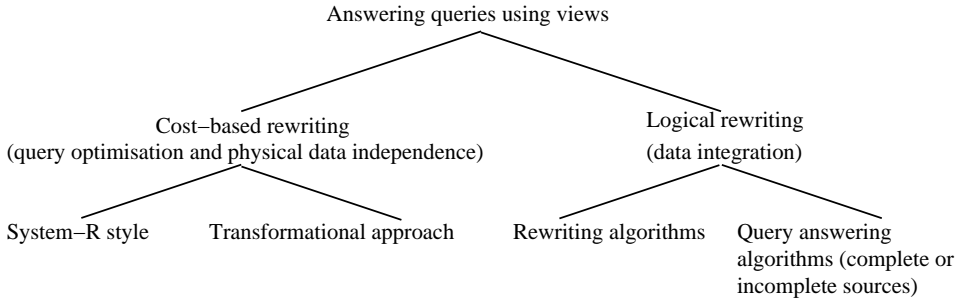 Answering queries using views
Cost−based rewriting
(query optimisation and physical data independence)
Logical rewriting
(data integration)
System−R style
Transformational approach
Rewriting algorithms
Query answering
algorithms (complete or
incomplete sources)